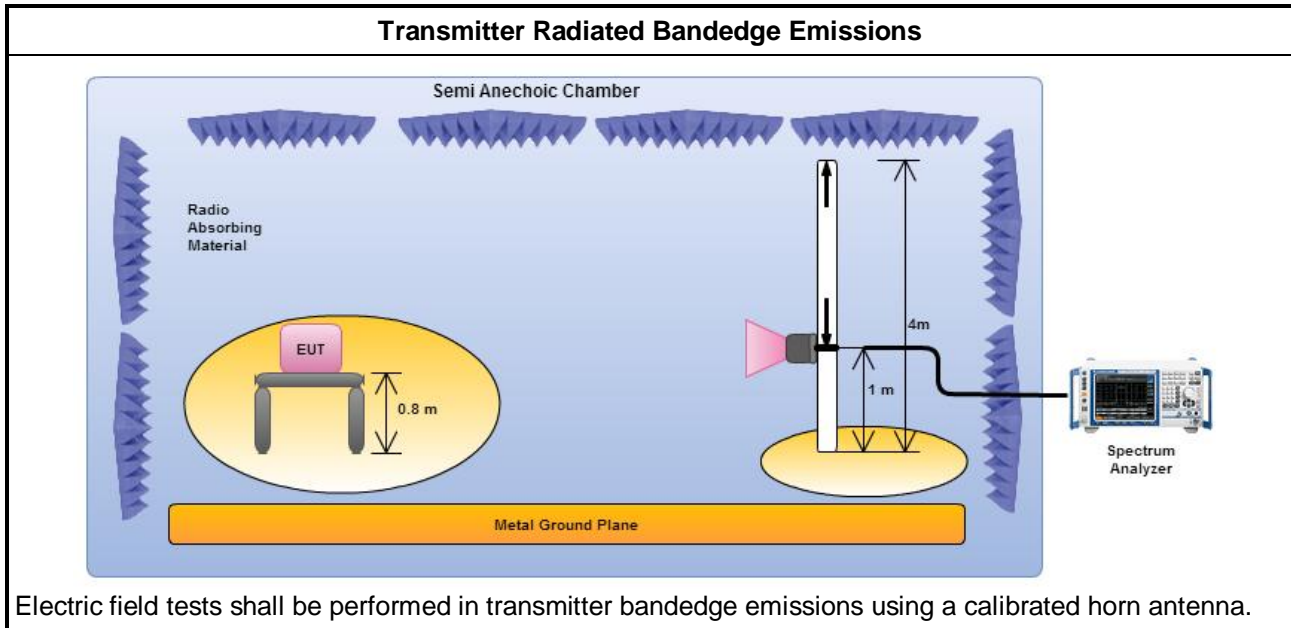 Transmitter Radiated Bandedge Emissions
Semi Anechoic Chamber
Radio
Absorbing
Material
EUT
0.8 m
4m
1 m
Spectrum
Analyzer
Metal Ground Plane
Electric field tests shall be performed in transmitter bandedge emissions using a calibrated horn antenna.